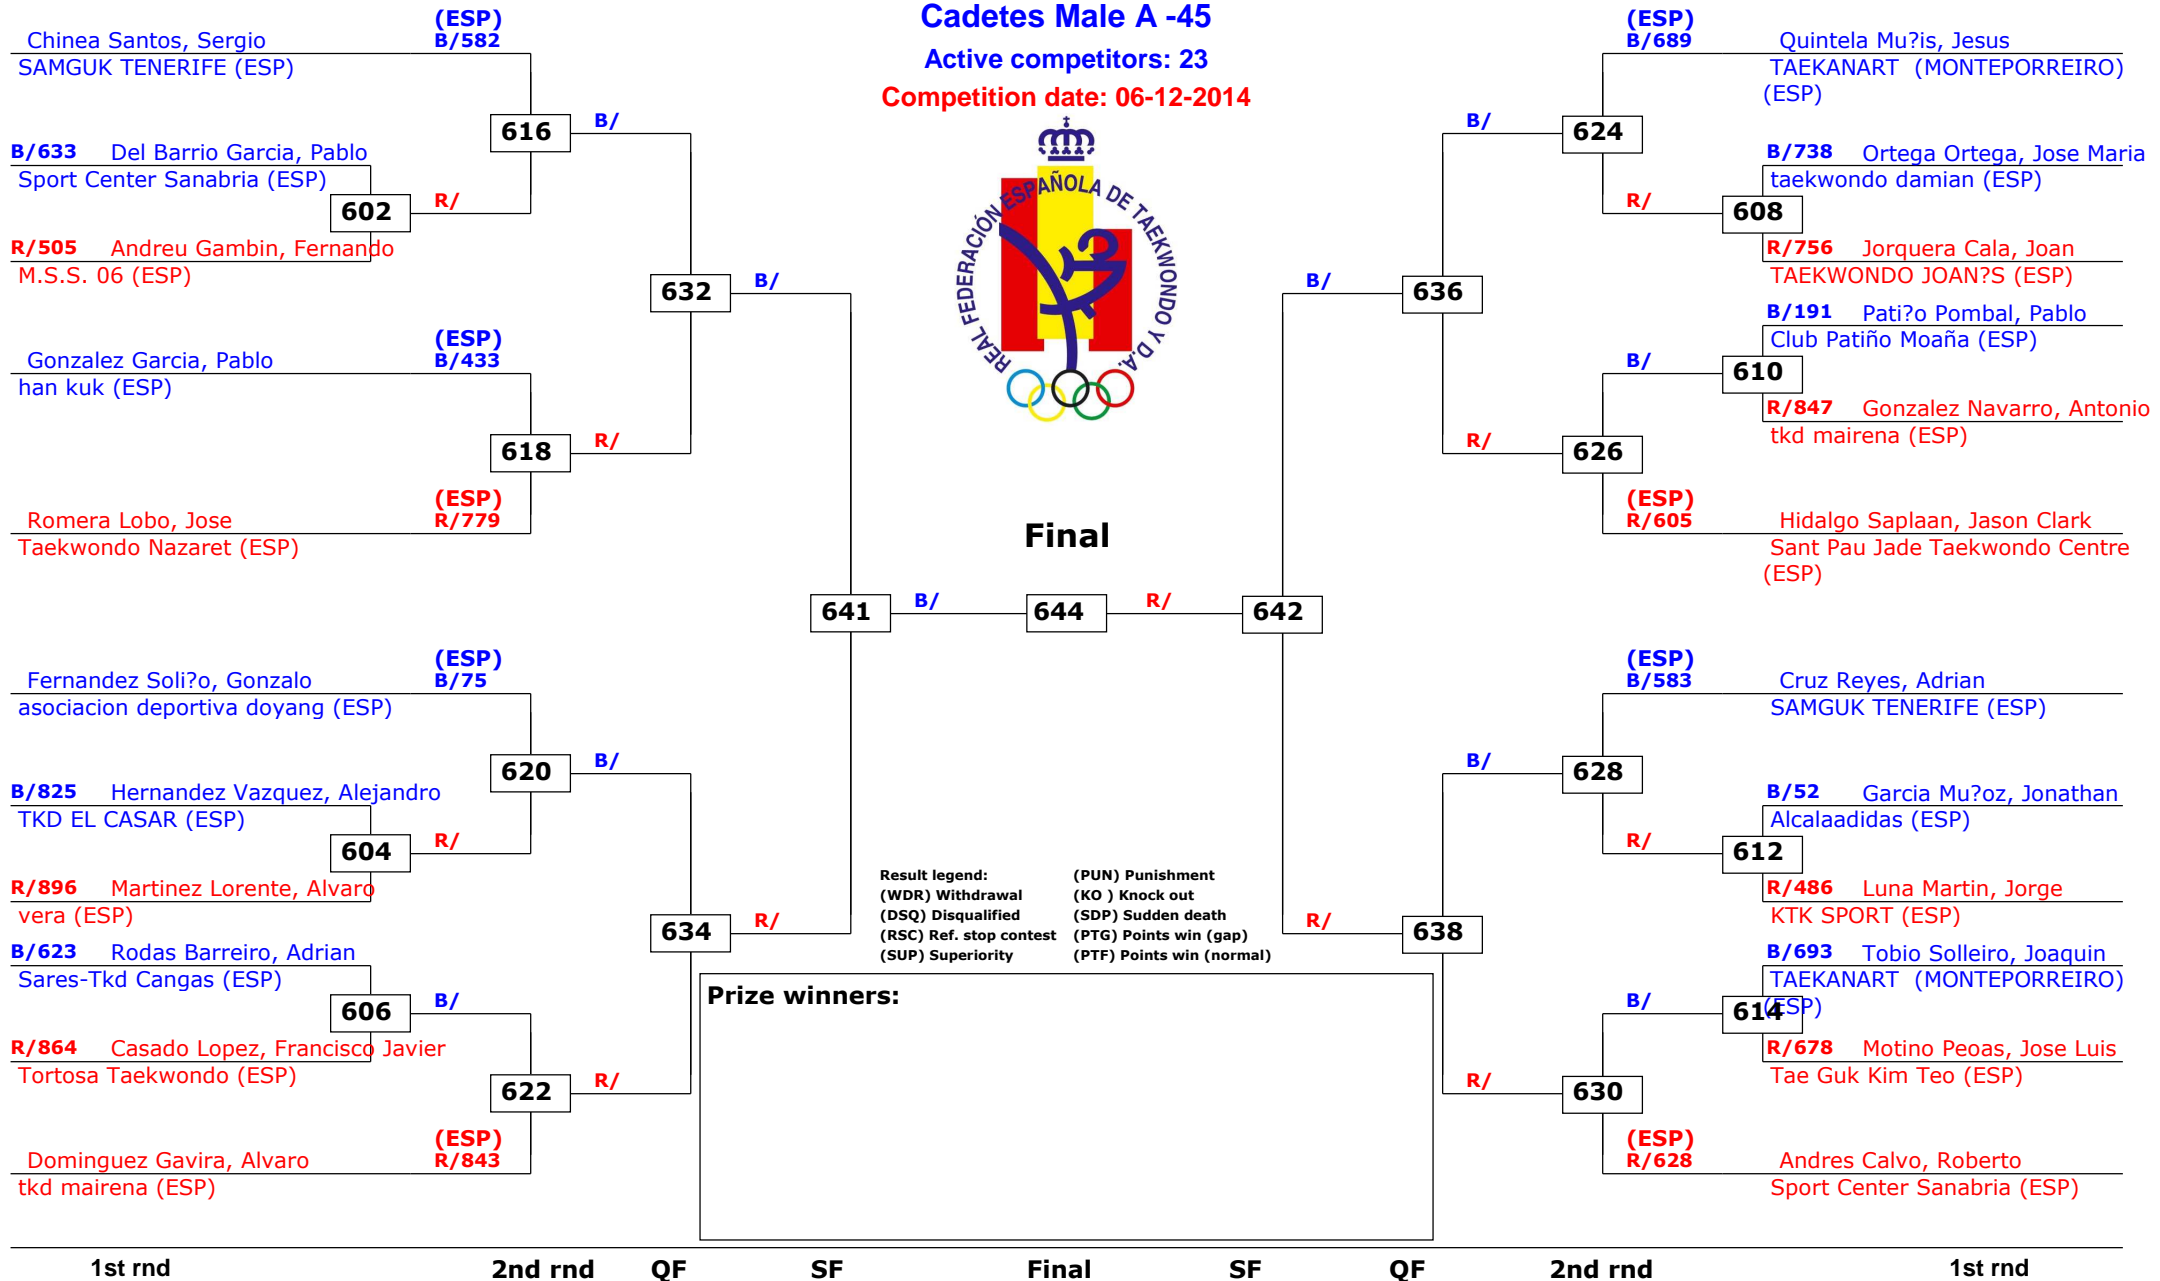 Cadetes Male A -45
Active competitors: 23
Competition date: 06-12-2014
REAL FEDERACIÓN ESPAÑOLA DE TAEKWONDO Y D.A.
(ESP)
Chinea Santos, Sergio B/582
SAMGUK TENERIFE (ESP)
616 B/
B/633 Del Barrio Garcia, Pablo
Sport Center Sanabria (ESP)
602 R/
R/505 Andreu Gambin, Fernando
M.S.S. 06 (ESP)
632 B/
(ESP)
Gonzalez Garcia, Pablo B/433
han kuk (ESP)
618 R/
(ESP)
Romera Lobo, Jose R/779
Taekwondo Nazaret (ESP)
641 B/
(ESP)
Fernandez Soli?o, Gonzalo B/75
asociacion deportiva doyang (ESP)
620 B/
B/825 Hernandez Vazquez, Alejandro
TKD EL CASAR (ESP)
604 R/
R/896 Martinez Lorente, Alvaro
vera (ESP)
634 R/
B/623 Rodas Barreiro, Adrian
Sares-Tkd Cangas (ESP)
606 B/
R/864 Casado Lopez, Francisco Javier
Tortosa Taekwondo (ESP)
622 R/
(ESP)
Dominguez Gavira, Alvaro R/843
tkd mairena (ESP)
Final
644
(ESP)
B/689 Quintela Mu?is, Jesus
TAEKANART (MONTEPORREIRO)
(ESP)
B/ 624
B/738 Ortega Ortega, Jose Maria
taekwondo damian (ESP)
R/ 608
R/756 Jorquera Cala, Joan
TAEKWONDO JOAN?S (ESP)
B/ 636
B/191 Pati?o Pombal, Pablo
Club Patiño Moaña (ESP)
B/ 610
R/847 Gonzalez Navarro, Antonio
tkd mairena (ESP)
R/ 626
(ESP)
R/605 Hidalgo Saplaan, Jason Clark
Sant Pau Jade Taekwondo Centre
(ESP)
R/ 642
(ESP)
B/583 Cruz Reyes, Adrian
SAMGUK TENERIFE (ESP)
B/ 628
B/52 Garcia Mu?oz, Jonathan
Alcalaadidas (ESP)
R/ 612
R/486 Luna Martin, Jorge
KTK SPORT (ESP)
R/ 638
B/693 Tobio Solleiro, Joaquin
TAEKANART (MONTEPORREIRO)
(ESP)
B/ 614
R/678 Motino Peoas, Jose Luis
Tae Guk Kim Teo (ESP)
R/ 630
(ESP)
R/628 Andres Calvo, Roberto
Sport Center Sanabria (ESP)
Result legend: (PUN) Punishment
(WDR) Withdrawal (KO ) Knock out
(DSQ) Disqualified (SDP) Sudden death
(RSC) Ref. stop contest (PTG) Points win (gap)
(SUP) Superiority (PTF) Points win (normal)
Prize winners:
1st rnd 2nd rnd QF SF Final SF QF 2nd rnd 1st rnd